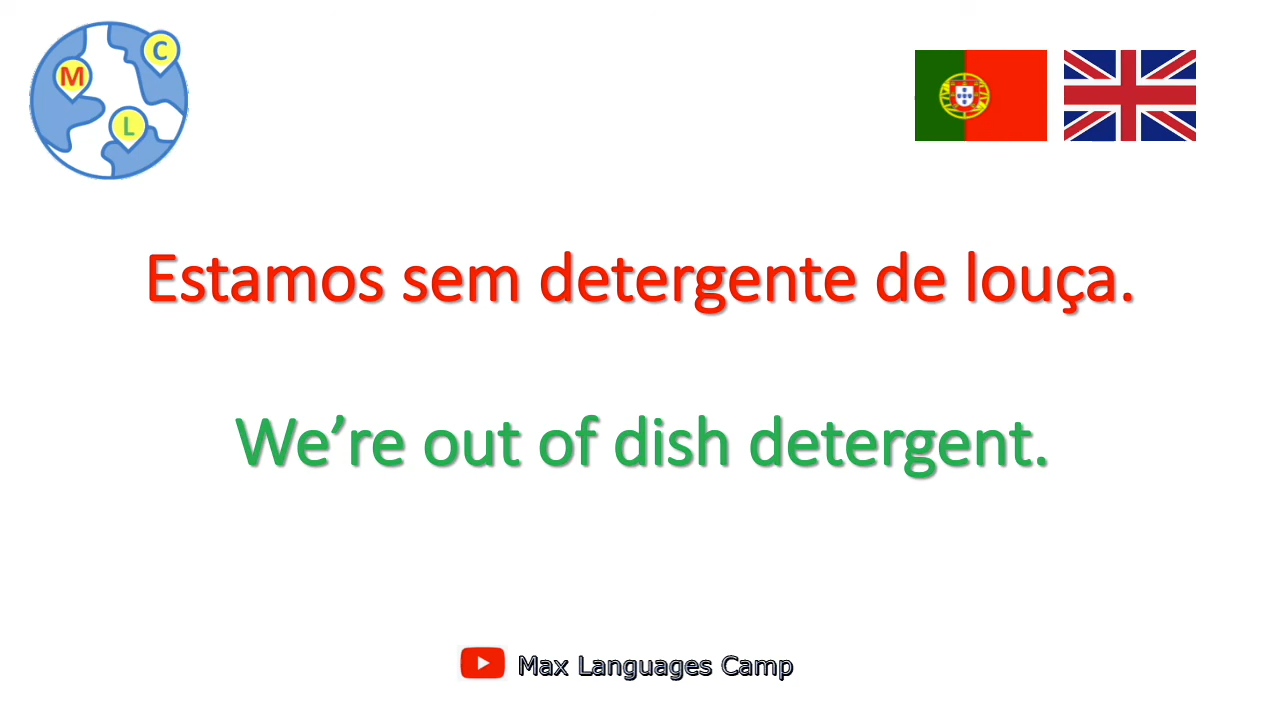 M
C
L
Estamos sem detergente de louça.
We’re out of dish detergent.
Max Languages Camp